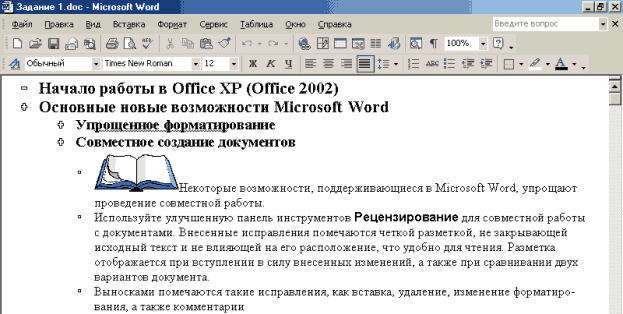 Задание 1.doc - Microsoft Word
Файл Правка Вид Вставка Формат Сервис Таблица Окно Справка Введите вопрос
100%
Обычный Times New Roman 12 Ж К Ч
Начало работы в Office XP (Office 2002)
Основные новые возможности Microsoft Word
Упрощенное форматирование
Совместное создание документов
Некоторые возможности, поддерживающиеся в Microsoft Word, упрощают
проведение совместной работы.
Используйте улучшенную панель инструментов Рецензирование для совместной работы
с документами. Внесенные исправления помечаются четкой разметкой, не закрывающей
исходный текст и не влияющей на его расположение, что удобно для чтения. Разметка
отображается при вступлении в силу внесенных изменений, а также при сравнивании двух
вариантов документа.
Выносками помечаются такие исправления, как вставка, удаление, изменение форматиро-
вания, а также комментарии